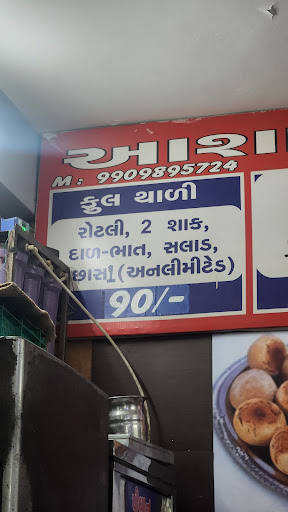 આશા
M : 9909895724
ફુલ થાળી
રોટલી, 2 શાક,
દાળ-ભાત, સલાડ,
છાસ (અનલીમીટેડ)
90/-